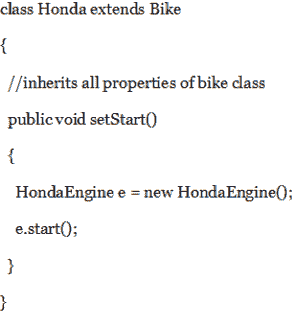 class Honda extends Bike
{
//inherits all properties of bike class
public void setStart()
{
HondaEngine e = new HondaEngine();
e.start();
}
}